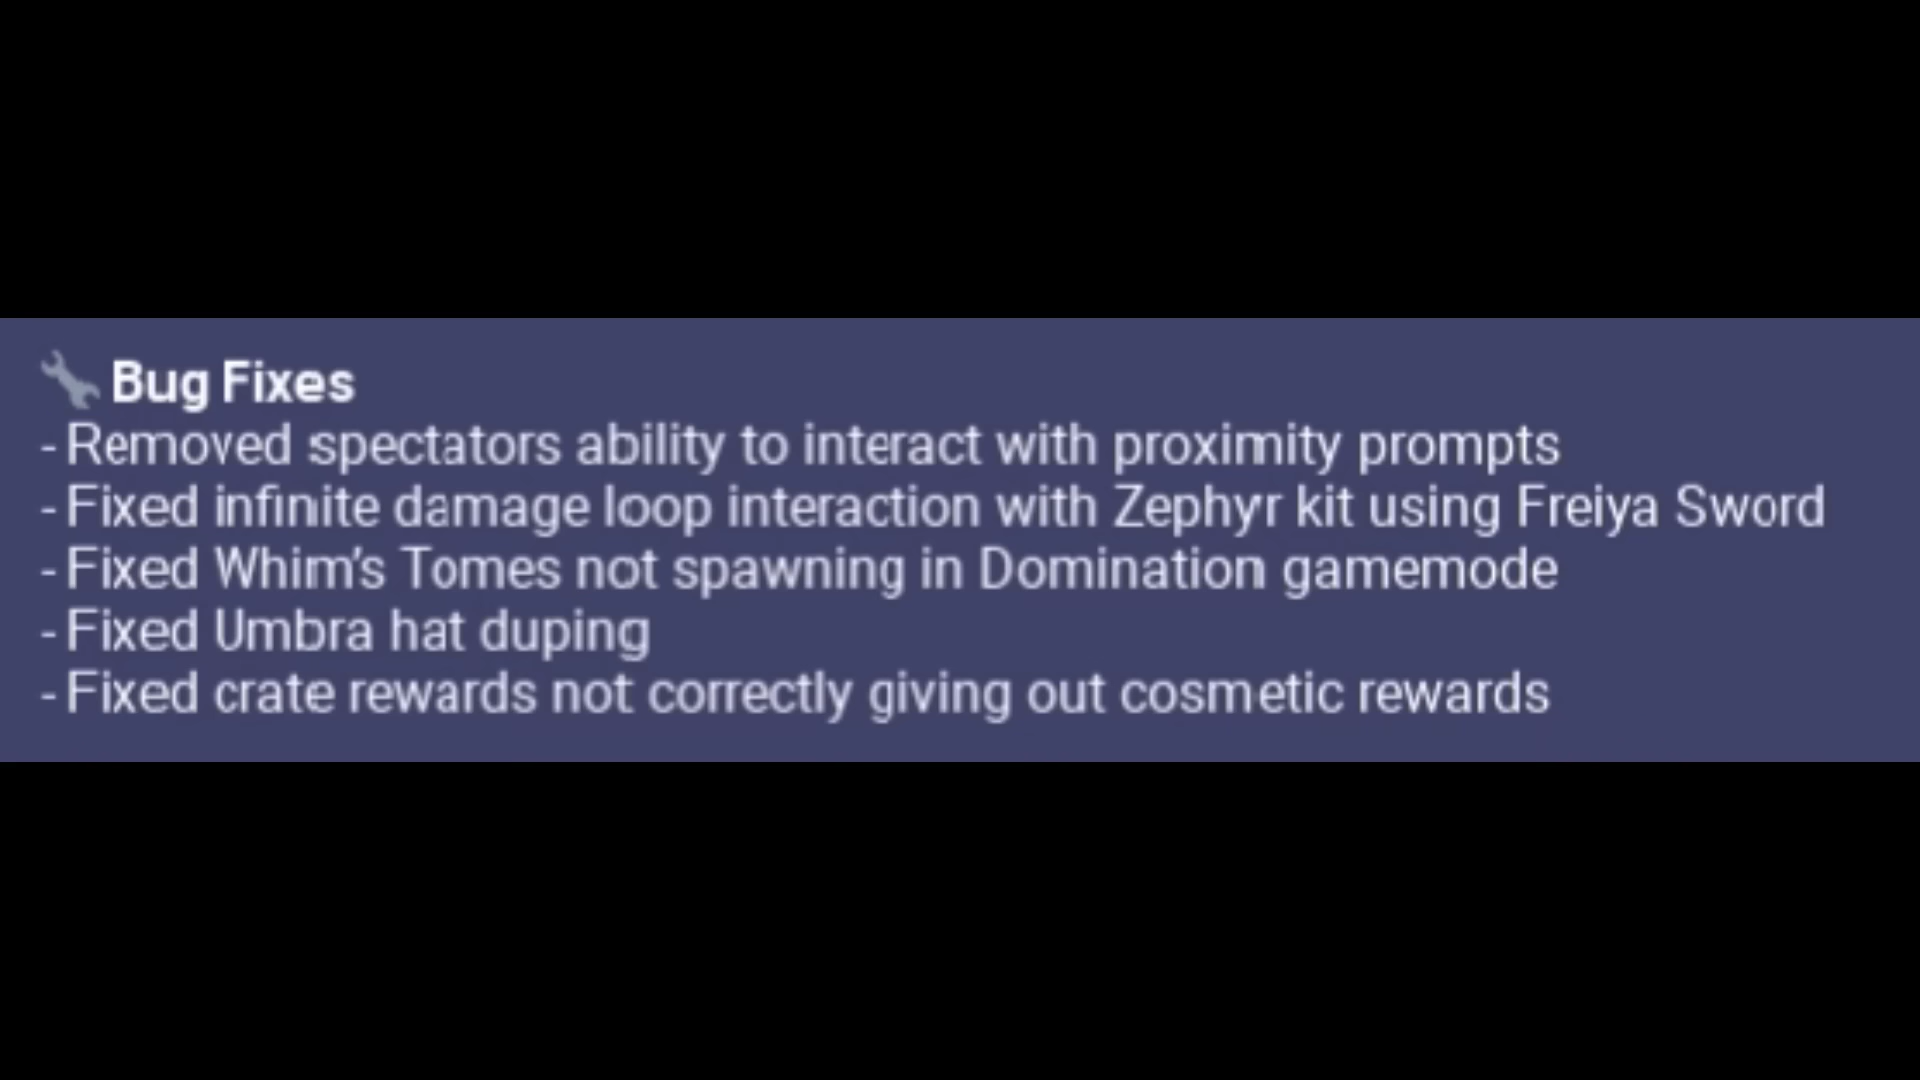 🔧 Bug Fixes
- Removed spectators ability to interact with proximity prompts
- Fixed infinite damage loop interaction with Zephyr kit using Freiya Sword
- Fixed Whim's Tomes not spawning in Domination gamemode
- Fixed Umbra hat duping
- Fixed crate rewards not correctly giving out cosmetic rewards